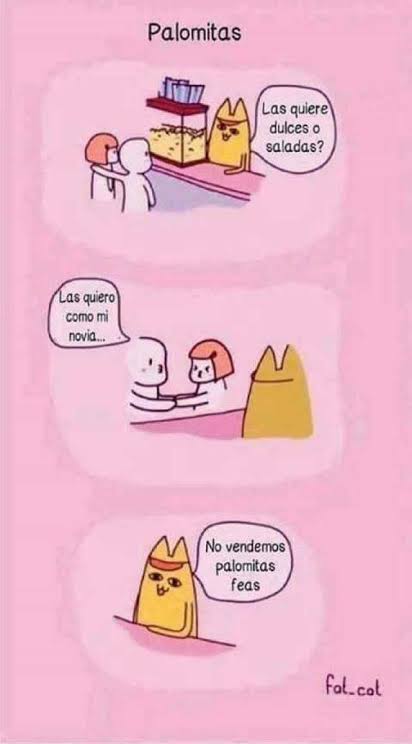 Palomitas
Las quiere
dulces o
saladas?
Las quiero
como mi
novia...
No vendemos
palomitas
feas
fat_cat